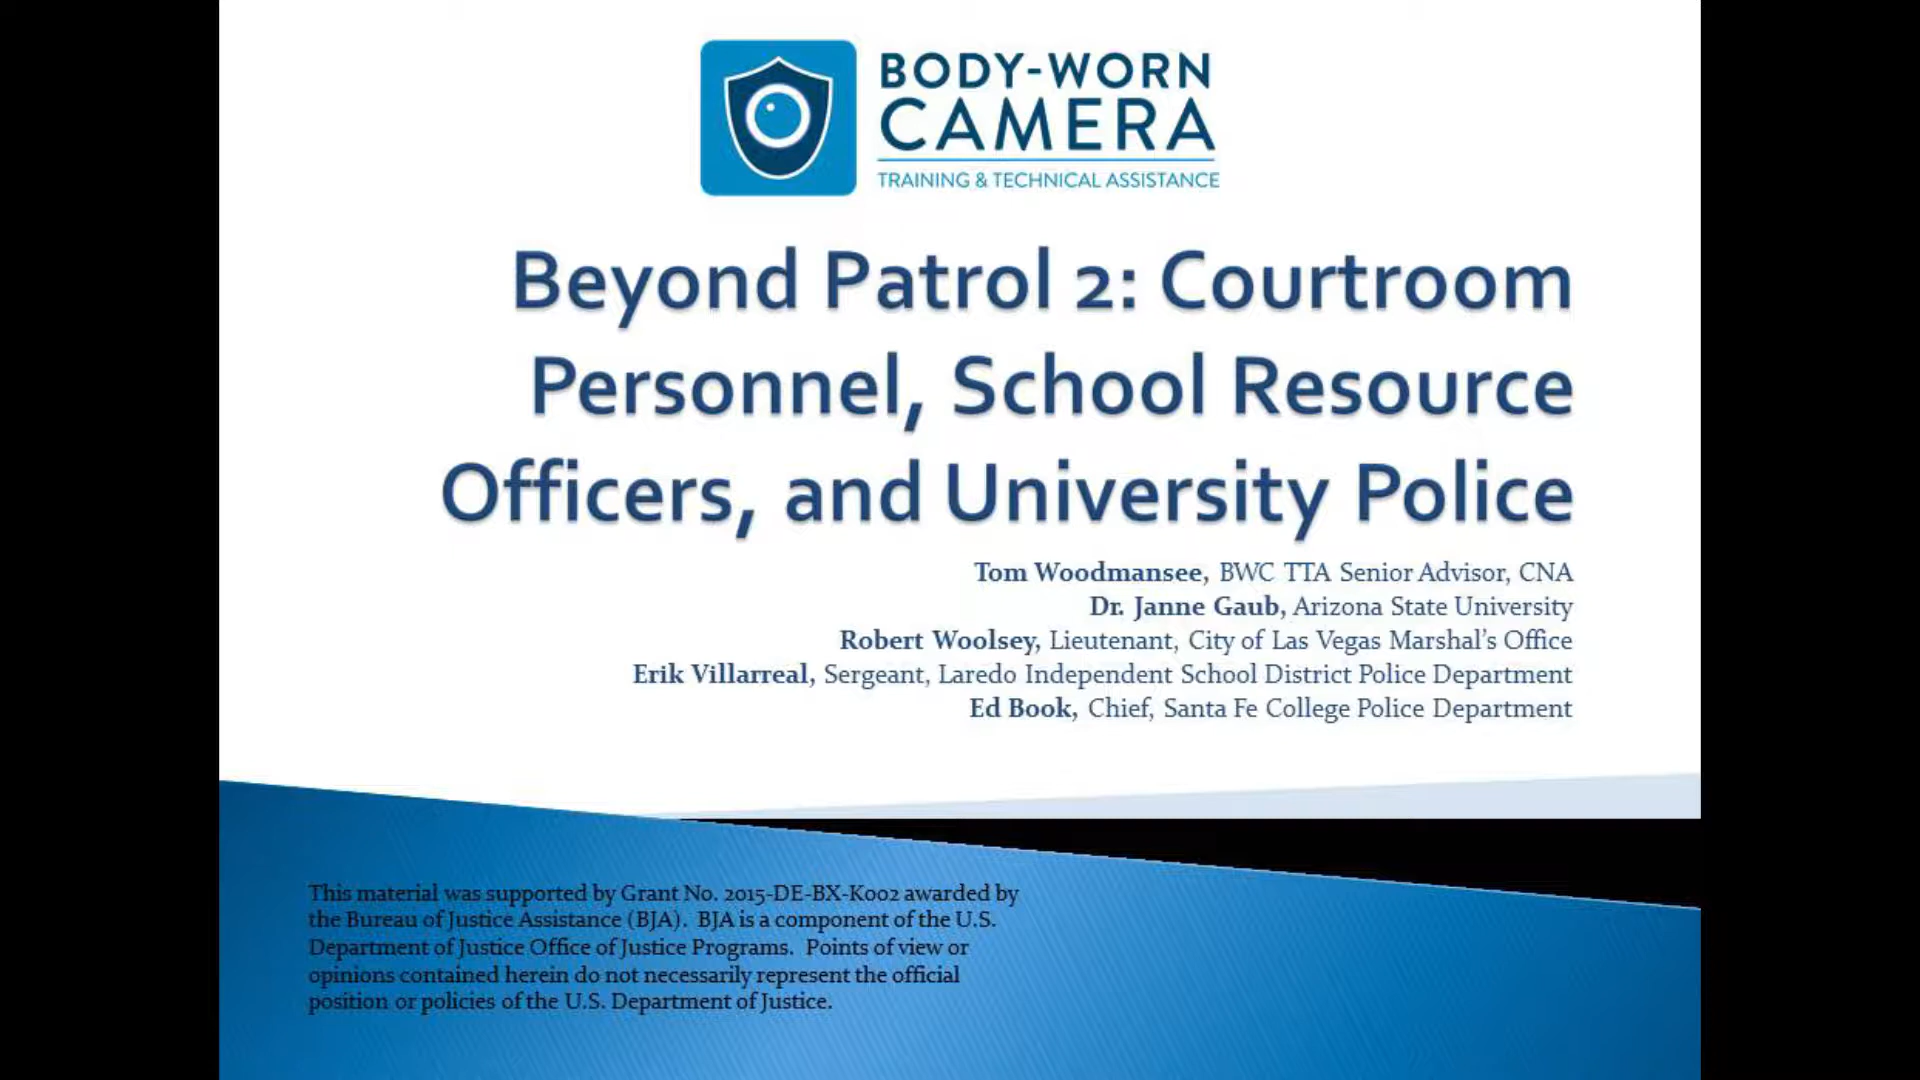 BODY-WORN
CAMERA
TRAINING & TECHNICAL ASSISTANCE
Beyond Patrol 2: Courtroom
Personnel, School Resource
Officers, and University Police
Tom Woodmansee, BWC TTA Senior Advisor, CNA
Dr. Janne Gaub, Arizona State University
Robert Woolsey, Lieutenant, City of Las Vegas Marshal's Office
Erik Villarreal, Sergeant, Laredo Independent School District Police Department
Ed Book, Chief, Santa Fe College Police Department
This material was supported by Grant No. 2015-DE-BX-K002 awarded by
the Bureau of Justice Assistance (BJA). BJA is a component of the U.S.
Department of Justice Office of Justice Programs. Points of view or
opinions contained herein do not necessarily represent the official
position or policies of the U.S. Department of Justice.